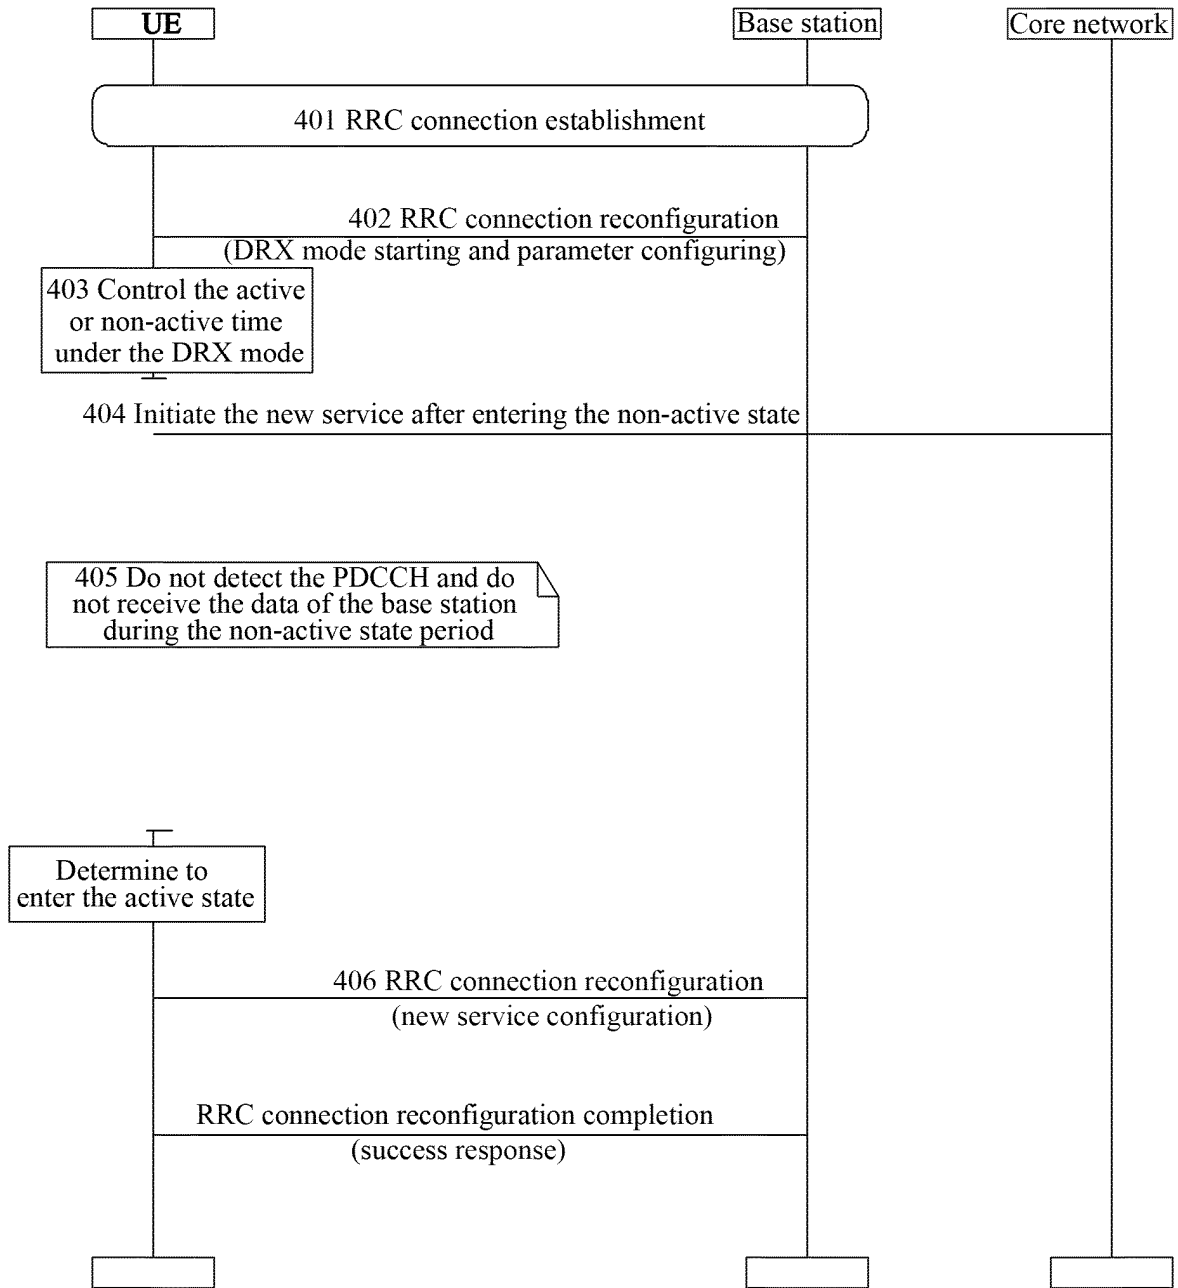 UE
Base station
Core network
401 RRC connection establishment
402 RRC connection reconfiguration
(DRX mode starting and parameter configuring)
403 Control the active
or non-active time
under the DRX mode
404 Initiate the new service after entering the non-active state
405 Do not detect the PDCCH and do
not receive the data of the base station
during the non-active state period
Determine to
enter the active state
406 RRC connection reconfiguration
(new service configuration)
RRC connection reconfiguration completion
(success response)